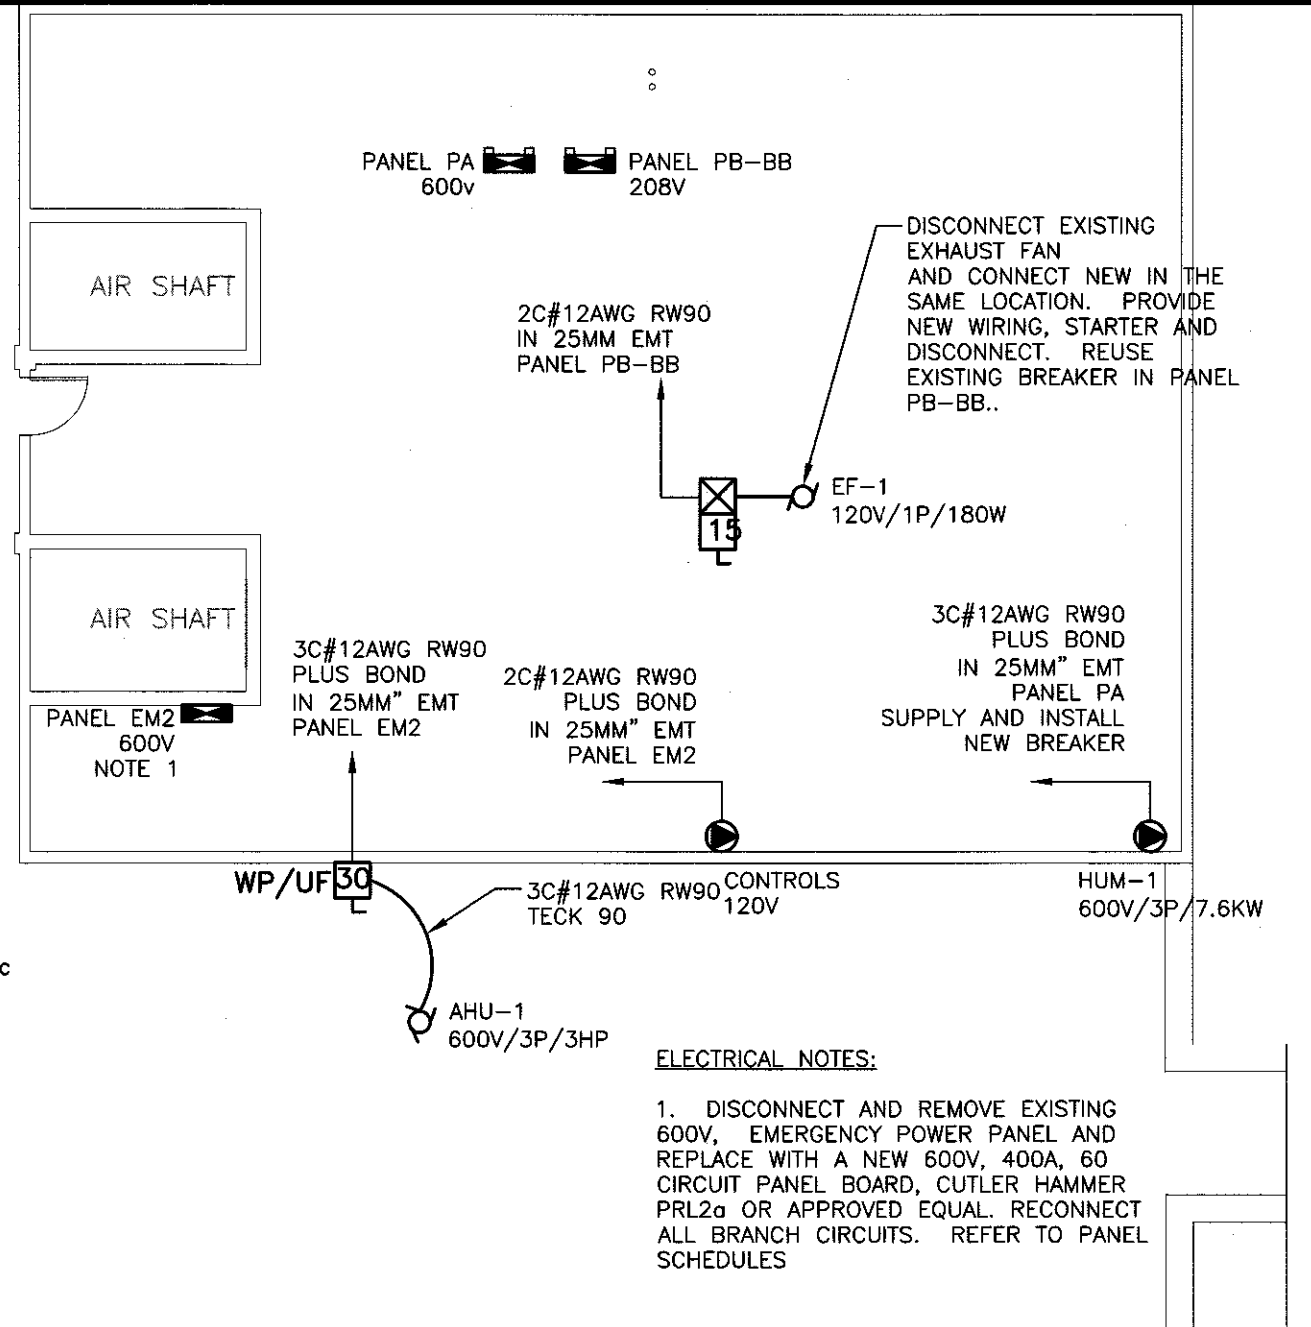 PANEL PA
600v
PANEL PB-BB
208V
DISCONNECT EXISTING
EXHAUST FAN
AND CONNECT NEW IN THE
SAME LOCATION. PROVIDE
NEW WIRING, STARTER AND
DISCONNECT. REUSE
EXISTING BREAKER IN PANEL
PB-BB..
AIR SHAFT
2C#12AWG RW90
IN 25MM EMT
PANEL PB-BB
EF-1
120V/1P/180W
15
L
AIR SHAFT
3C#12AWG RW90
PLUS BOND
IN 25MM" EMT
PANEL EM2
2C#12AWG RW90
PLUS BOND
IN 25MM" EMT
PANEL EM2
3C#12AWG RW90
PLUS BOND
IN 25MM" EMT
PANEL PA
SUPPLY AND INSTALL
NEW BREAKER
PANEL EM2
600V
NOTE 1
WP/UF
30
L
3C#12AWG RW90
TECK 90
CONTROLS
120V
HUM-1
600V/3P/7.6KW
c
AHU-1
600V/3P/3HP
ELECTRICAL NOTES:
1. DISCONNECT AND REMOVE EXISTING
600V, EMERGENCY POWER PANEL AND
REPLACE WITH A NEW 600V, 400A, 60
CIRCUIT PANEL BOARD, CUTLER HAMMER
PRL2a OR APPROVED EQUAL. RECONNECT
ALL BRANCH CIRCUITS. REFER TO PANEL
SCHEDULES